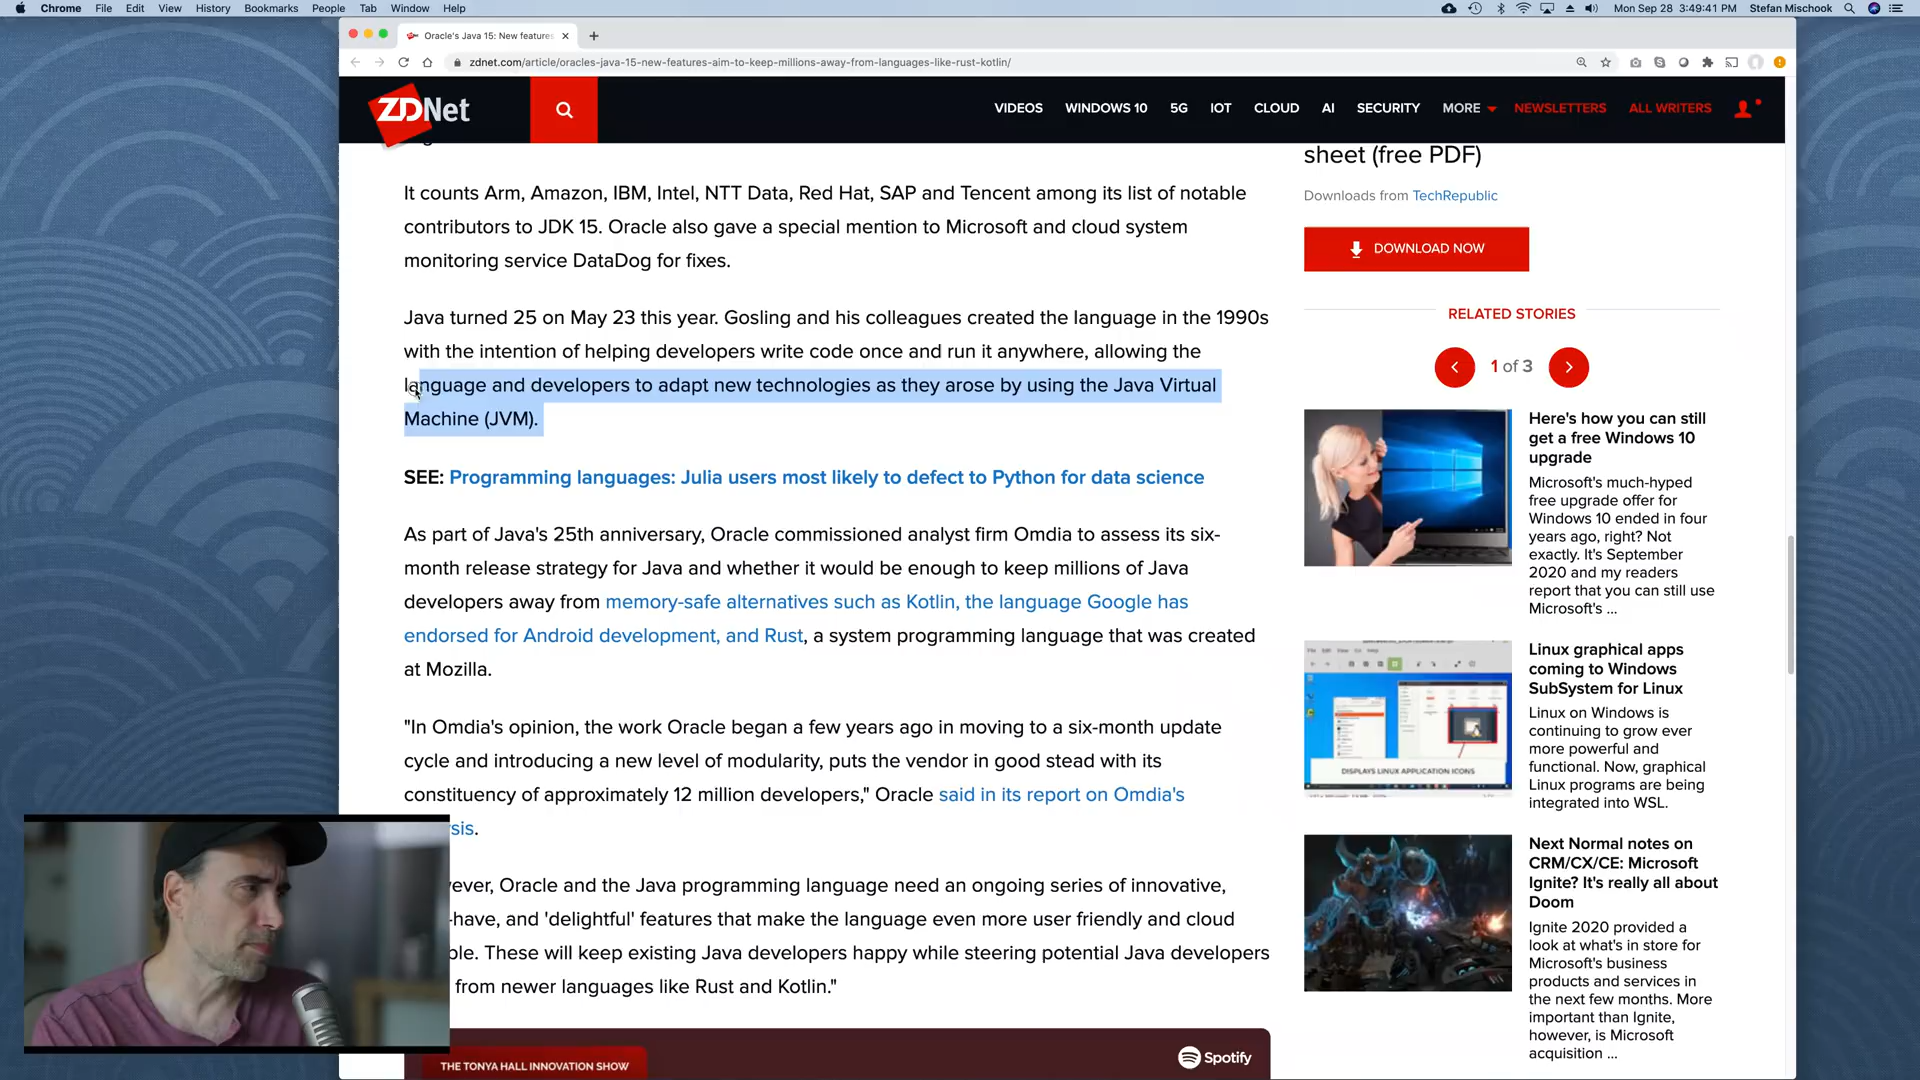 Chrome File Edit View History Bookmarks People Tab Window Help
Mon Sep 28 3:49:41 PM Stefan Mischook
Oracle's Java 15: New features
zdnet.com/article/oracles-java-15-new-features-aim-to-keep-millions-away-from-languages-like-rust-kotlin/
ZDNet
VIDEOS WINDOWS 10 5G IOT CLOUD AI SECURITY MORE NEWSLETTERS ALL WRITERS
It counts Arm, Amazon, IBM, Intel, NTT Data, Red Hat, SAP and Tencent among its list of notable
contributors to JDK 15. Oracle also gave a special mention to Microsoft and cloud system
monitoring service DataDog for fixes.
Java turned 25 on May 23 this year. Gosling and his colleagues created the language in the 1990s
with the intention of helping developers write code once and run it anywhere, allowing the
language and developers to adapt new technologies as they arose by using the Java Virtual
Machine (JVM).
SEE: Programming languages: Julia users most likely to defect to Python for data science
As part of Java's 25th anniversary, Oracle commissioned analyst firm Omdia to assess its six-
month release strategy for Java and whether it would be enough to keep millions of Java
developers away from memory-safe alternatives such as Kotlin, the language Google has
endorsed for Android development, and Rust, a system programming language that was created
at Mozilla.
"In Omdia's opinion, the work Oracle began a few years ago in moving to a six-month update
cycle and introducing a new level of modularity, puts the vendor in good stead with its
constituency of approximately 12 million developers," Oracle said in its report on Omdia's
sis.
ever, Oracle and the Java programming language need an ongoing series of innovative,
-have, and 'delightful' features that make the language even more user friendly and cloud
ble. These will keep existing Java developers happy while steering potential Java developers
from newer languages like Rust and Kotlin."
THE TONYA HALL INNOVATION SHOW
Spotify
sheet (free PDF)
Downloads from TechRepublic
DOWNLOAD NOW
RELATED STORIES
1 of 3
Here's how you can still
get a free Windows 10
upgrade
Microsoft's much-hyped
free upgrade offer for
Windows 10 ended in four
years ago, right? Not
exactly. It's September
2020 and my readers
report that you can still use
Microsoft's ...
DISPLAYS LINUX APPLICATION ICONS
Linux graphical apps
coming to Windows
SubSystem for Linux
Linux on Windows is
continuing to grow ever
more powerful and
functional. Now, graphical
Linux programs are being
integrated into WSL.
Next Normal notes on
CRM/CX/CE: Microsoft
Ignite? It's really all about
Doom
Ignite 2020 provided a
look at what's in store for
Microsoft's business
products and services in
the next few months. More
important than Ignite,
however, is Microsoft
acquisition ...